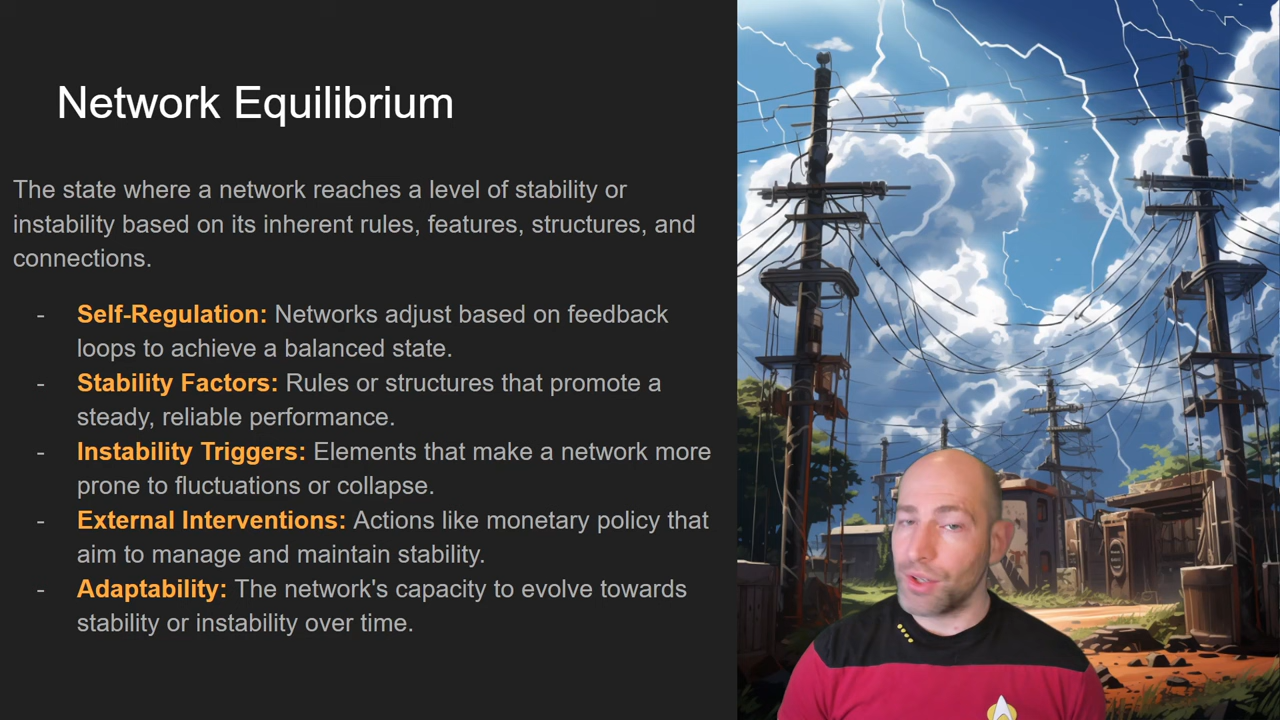 Network Equilibrium
The state where a network reaches a level of stability or
instability based on its inherent rules, features, structures, and
connections.
- Self-Regulation: Networks adjust based on feedback
loops to achieve a balanced state.
- Stability Factors: Rules or structures that promote a
steady, reliable performance.
- Instability Triggers: Elements that make a network more
prone to fluctuations or collapse.
- External Interventions: Actions like monetary policy that
aim to manage and maintain stability.
- Adaptability: The network's capacity to evolve towards
stability or instability over time.